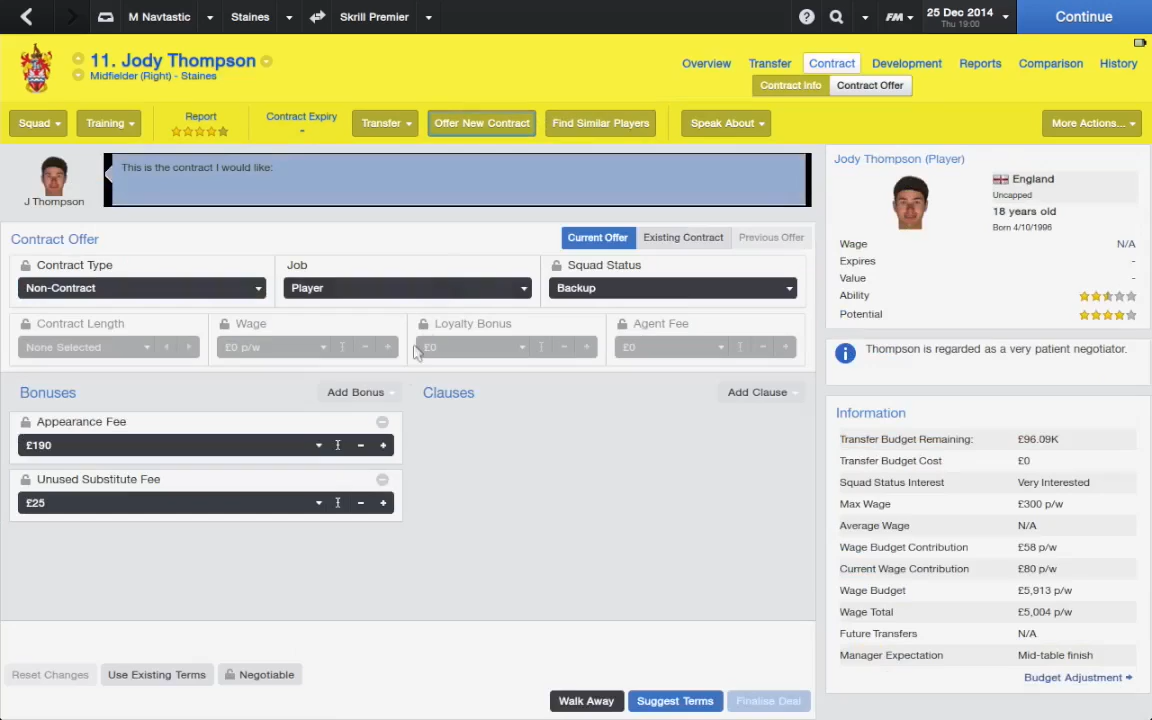 M Navtastic
Staines
Skrill Premier
?
FM
25 Dec 2014
Thu 19:00
Continue
11. Jody Thompson
Midfielder (Right) - Staines
Overview
Transfer
Contract
Development
Reports
Comparison
History
Contract Info
Contract Offer
Squad
Training
Report
Contract Expiry
-
Transfer
Offer New Contract
Find Similar Players
Speak About
More Actions...
J Thompson
This is the contract I would like:
Contract Offer
Current Offer
Existing Contract
Previous Offer
Contract Type
Job
Squad Status
Non-Contract
Player
Backup
Contract Length
Wage
Loyalty Bonus
Agent Fee
None Selected
£0 p/w
£0
£0
Bonuses
Add Bonus
Clauses
Add Clause
Appearance Fee
£190
Unused Substitute Fee
£25
Reset Changes
Use Existing Terms
Negotiable
Walk Away
Suggest Terms
Finalise Deal
Jody Thompson (Player)
England
Uncapped
18 years old
Born 4/10/1996
Wage N/A
Expires -
Value -
Ability
Potential
Thompson is regarded as a very patient negotiator.
Information
Transfer Budget Remaining: £96.09K
Transfer Budget Cost £0
Squad Status Interest Very Interested
Max Wage £300 p/w
Average Wage N/A
Wage Budget Contribution £58 p/w
Current Wage Contribution £80 p/w
Wage Budget £5,913 p/w
Wage Total £5,004 p/w
Future Transfers N/A
Manager Expectation Mid-table finish
Budget Adjustment